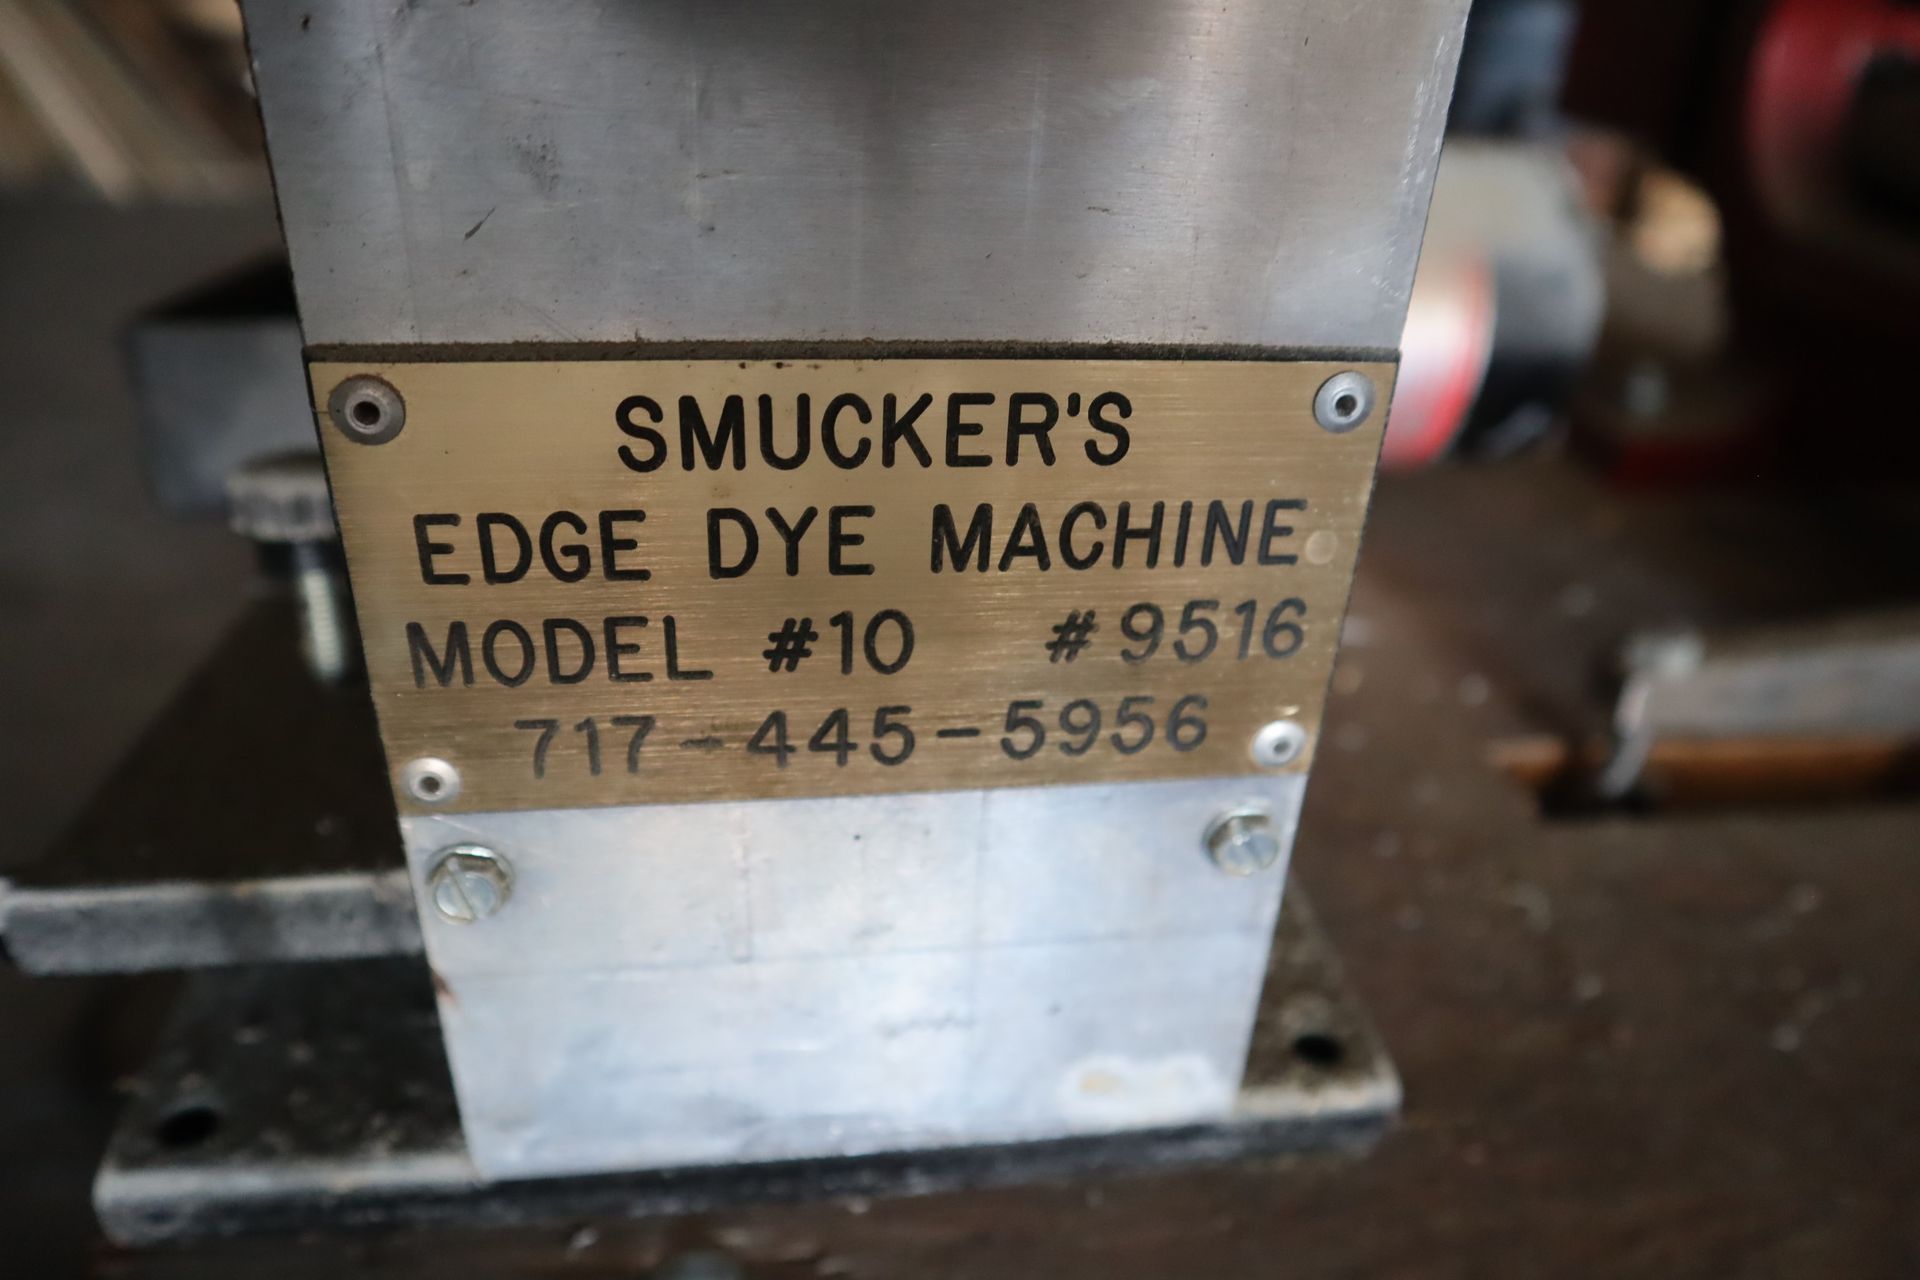 SMUCKER'S
EDGE DYE MACHINE
MODEL #10 #9516
717-445-5956